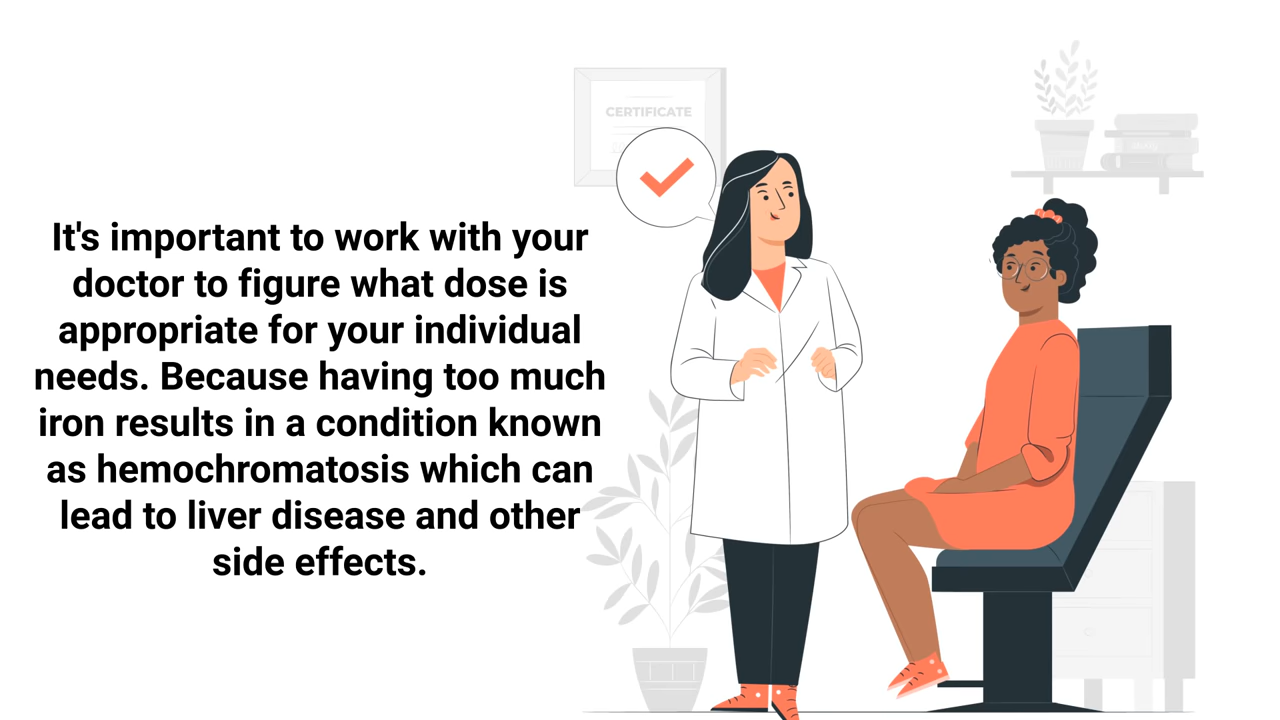 CERTIFICATE
It's important to work with your
doctor to figure what dose is
appropriate for your individual
needs. Because having too much
iron results in a condition known
as hemochromatosis which can
lead to liver disease and other
side effects.